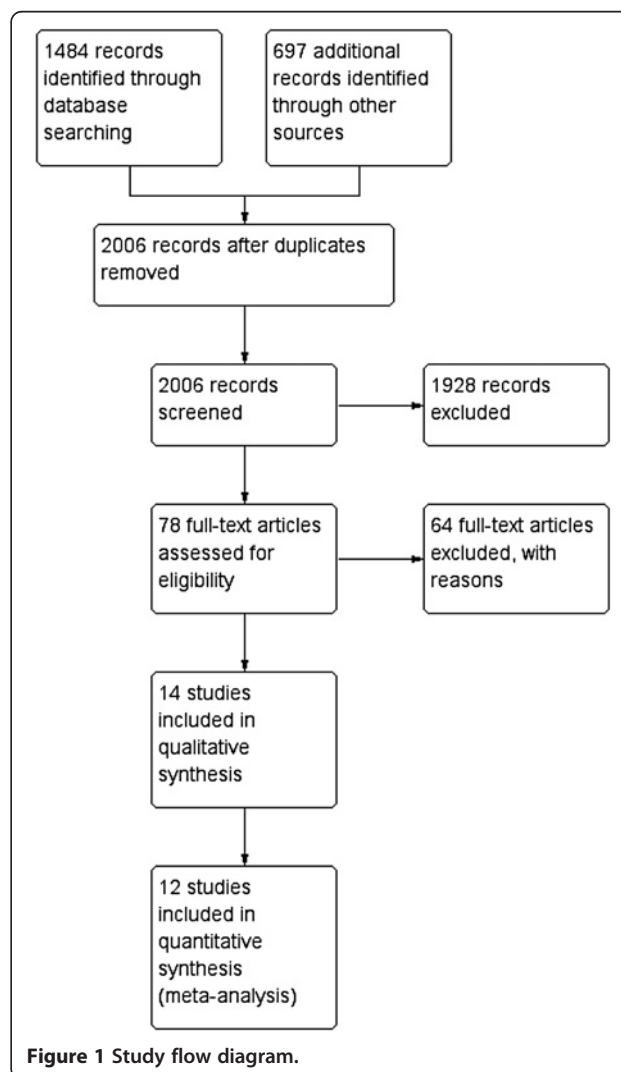 1484 records
identified through
database
searching
697 additional
records identified
through other
sources
2006 records after duplicates
removed
2006 records
screened
1928 records
excluded
78 full-text articles
assessed for
eligibility
64 full-text articles
excluded, with
reasons
14 studies
included in
qualitative
synthesis
12 studies
included in
quantitative
synthesis
(meta-analysis)
Figure 1 Study flow diagram.